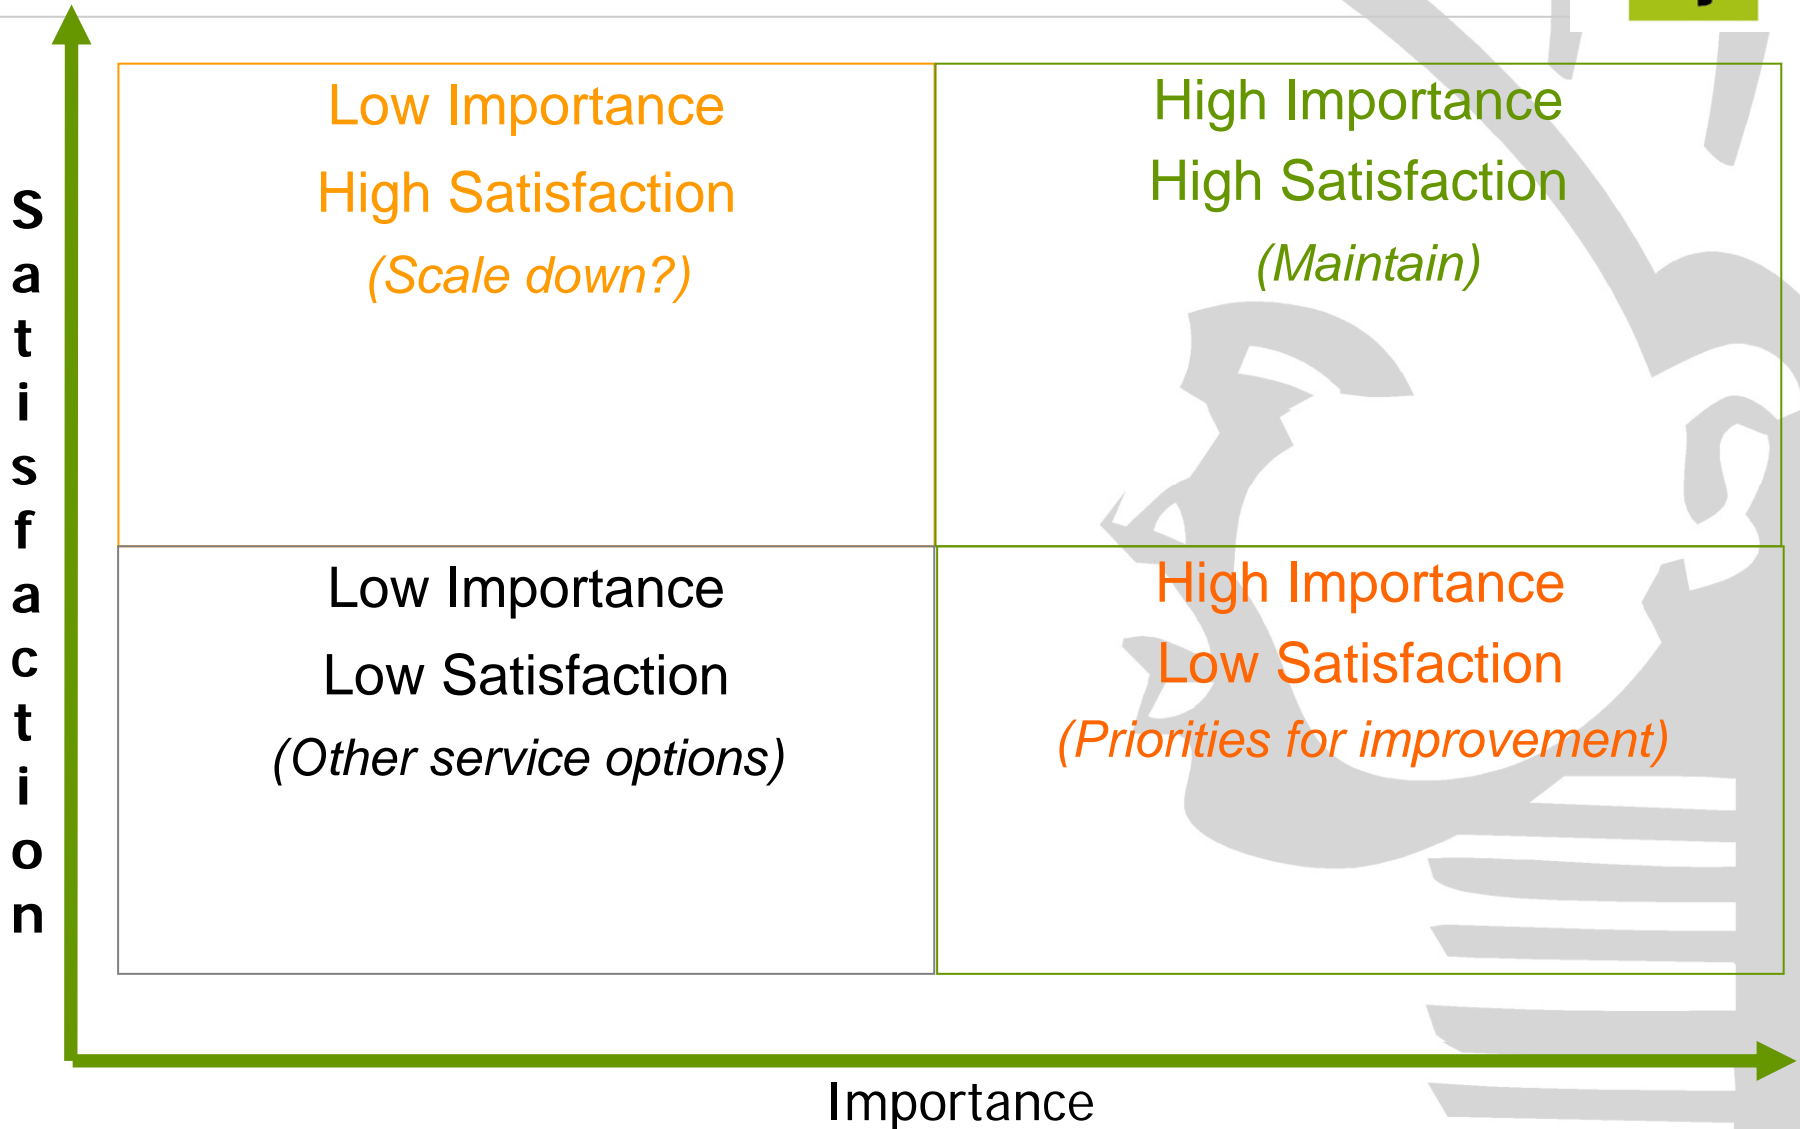 Satisfaction
Low Importance
High Satisfaction
(Scale down?)
High Importance
High Satisfaction
(Maintain)
Low Importance
Low Satisfaction
(Other service options)
High Importance
Low Satisfaction
(Priorities for improvement)
Importance